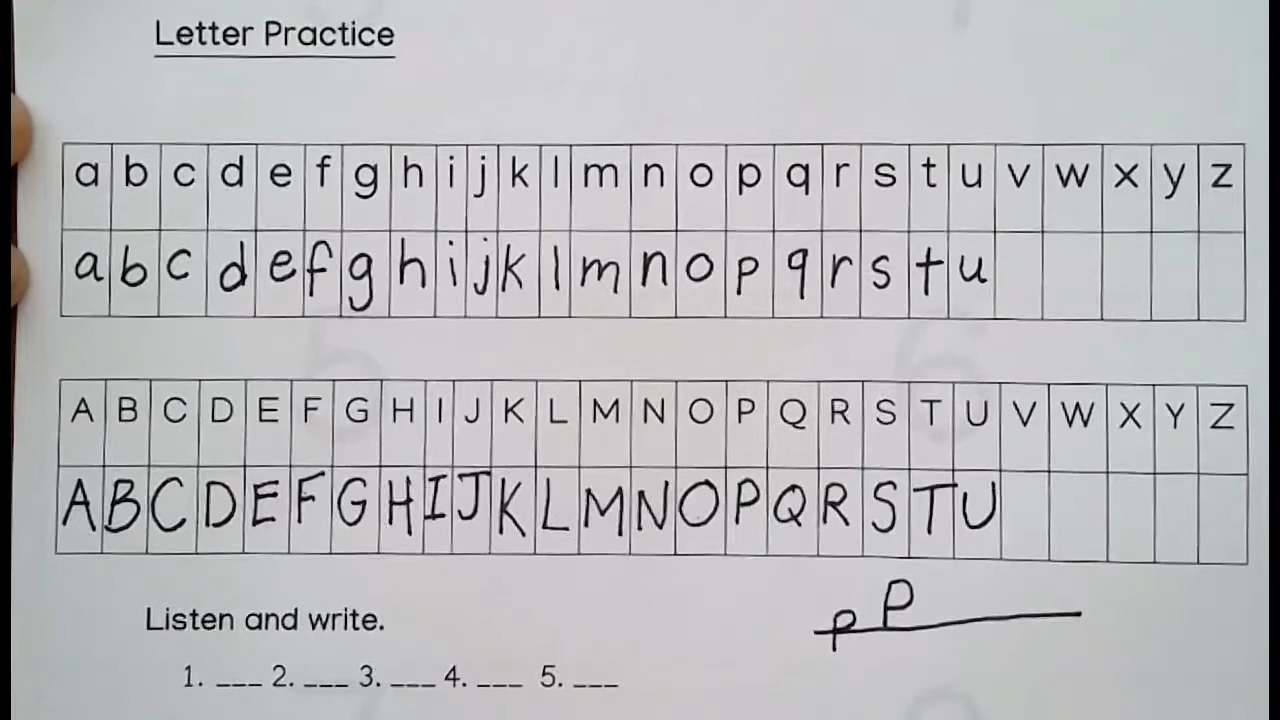 Letter Practice
a b c d e f g h i j k l m n o p q r s t u v w x y z
a b c d e f g h i j k l m n o p q r s t u
A B C D E F G H I J K L M N O P Q R S T U V W X Y Z
A B C D E F G H I J K L M N O P Q R S T U
p P
Listen and write.
1. ___ 2. ___ 3. ___ 4. ___ 5. ___